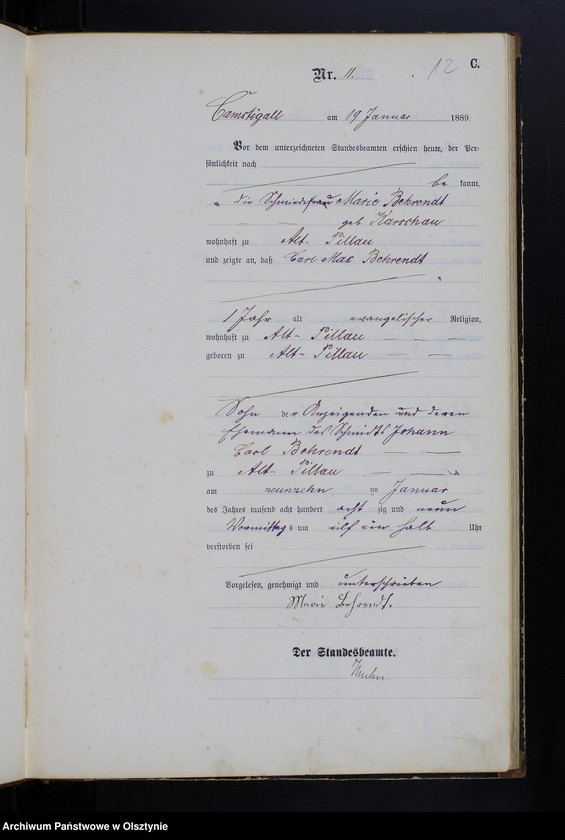 12 C.
Nr. 11.
Camstigall am 19 Januar 1889
Vor dem unterzeichneten Standesbeamten erschien heute, der Per-
sönlichkeit nach
be kannt,
die Schmiedefrau Marie Behrendt
geb. Karschau
wohnhaft zu Alt-Pillau
und zeigte an, daß Carl Max Behrendt
1 Jahr alt evangelischer Religion,
wohnhaft zu Alt-Pillau
geboren zu Alt-Pillau
Sohn der Anzeigenden und deren
Ehemann des Schmidts Johann
Carl Behrendt
zu Alt-Pillau
am neunzehn ten Januar
des Jahres tausend acht hundert acht zig und neun
Vormittags um eilf ein halb Uhr
verstorben sei
Vorgelesen, genehmigt und unterschrieben
Marie Behrendt.
Der Standesbeamte.
Archiwum Państwowe w Olsztynie